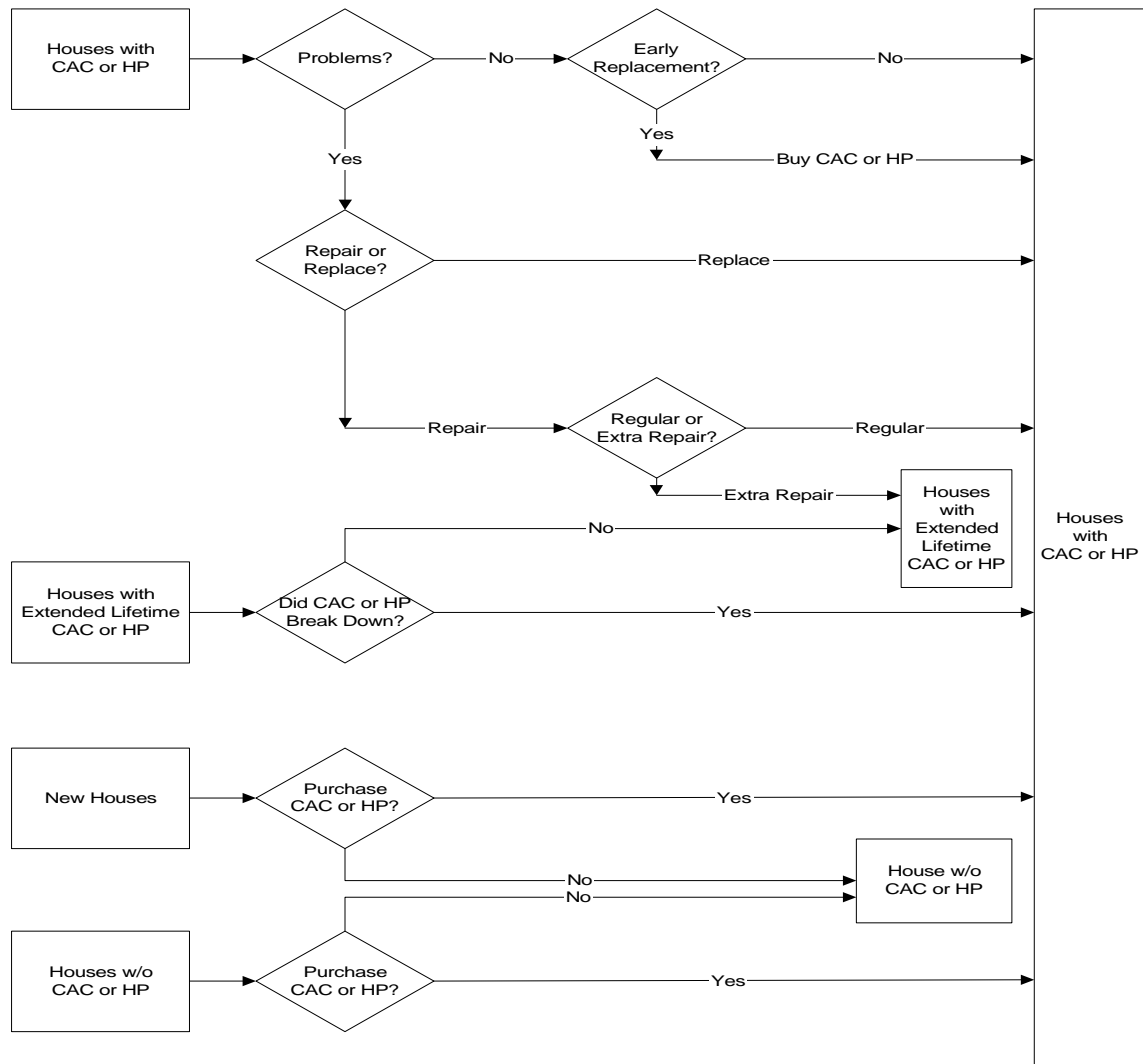 Houses with
CAC or HP
Problems?
No
Early
Replacement?
No
Yes
Yes
Buy CAC or HP
Repair or
Replace?
Replace
Repair
Regular or
Extra Repair?
Regular
Extra Repair
Houses
with
Extended
Lifetime
CAC or HP
Houses
with
CAC or HP
No
Houses with
Extended Lifetime
CAC or HP
Did CAC or HP
Break Down?
Yes
New Houses
Purchase
CAC or HP?
Yes
No
House w/o
CAC or HP
No
Houses w/o
CAC or HP
Purchase
CAC or HP?
Yes